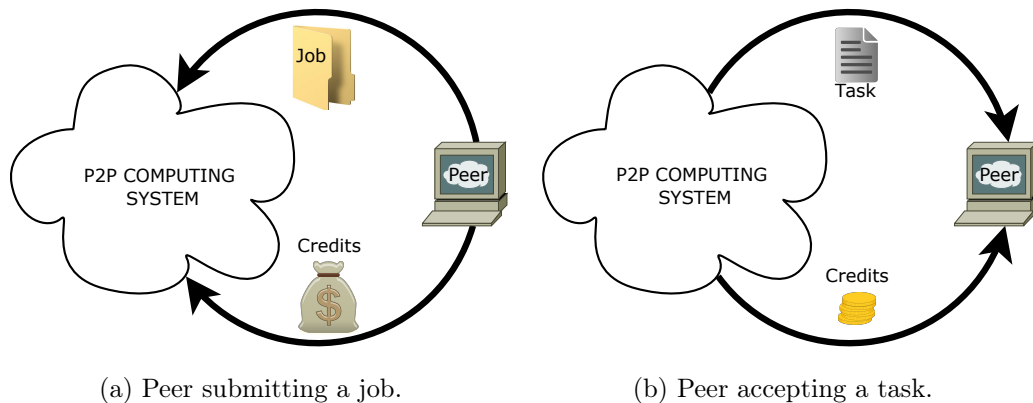 Job
P2P COMPUTING
SYSTEM
Peer
Credits
$
(a) Peer submitting a job.
Task
P2P COMPUTING
SYSTEM
Peer
Credits
(b) Peer accepting a task.